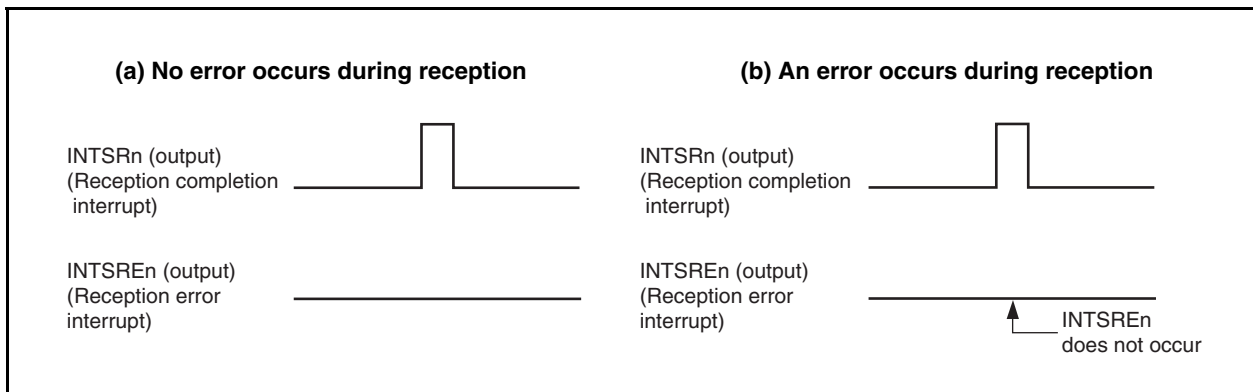 (a) No error occurs during reception
INTSRn (output)
(Reception completion
interrupt)
INTSREn (output)
(Reception error
interrupt)
(b) An error occurs during reception
INTSRn (output)
(Reception completion
interrupt)
INTSREn (output)
(Reception error
interrupt)
INTSREn
does not occur